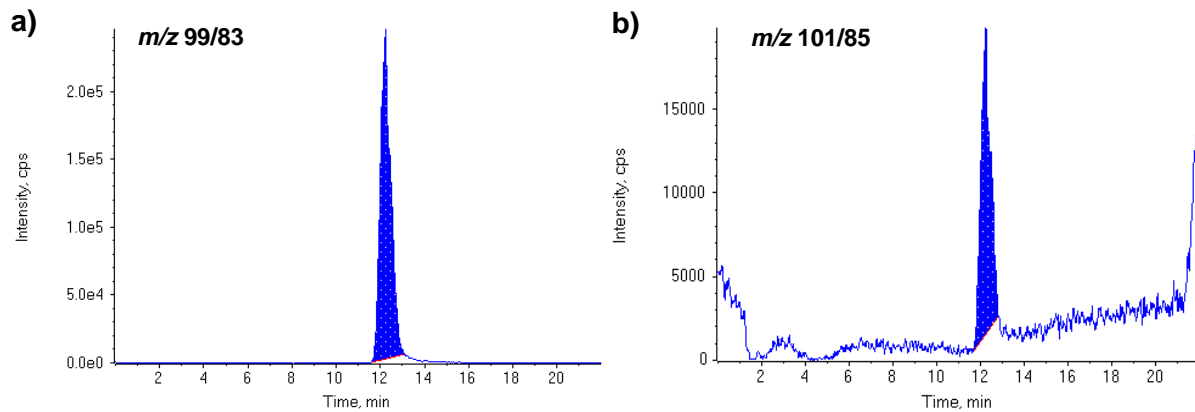 a)
m/z 99/83
Intensity, cps
2.0e5
1.5e5
1.0e5
5.0e4
0.0e0
2 4 6 8 10 12 14 16 18 20
Time, min
b)
m/z 101/85
Intensity, cps
15000
10000
5000
0
2 4 6 8 10 12 14 16 18 20
Time, min